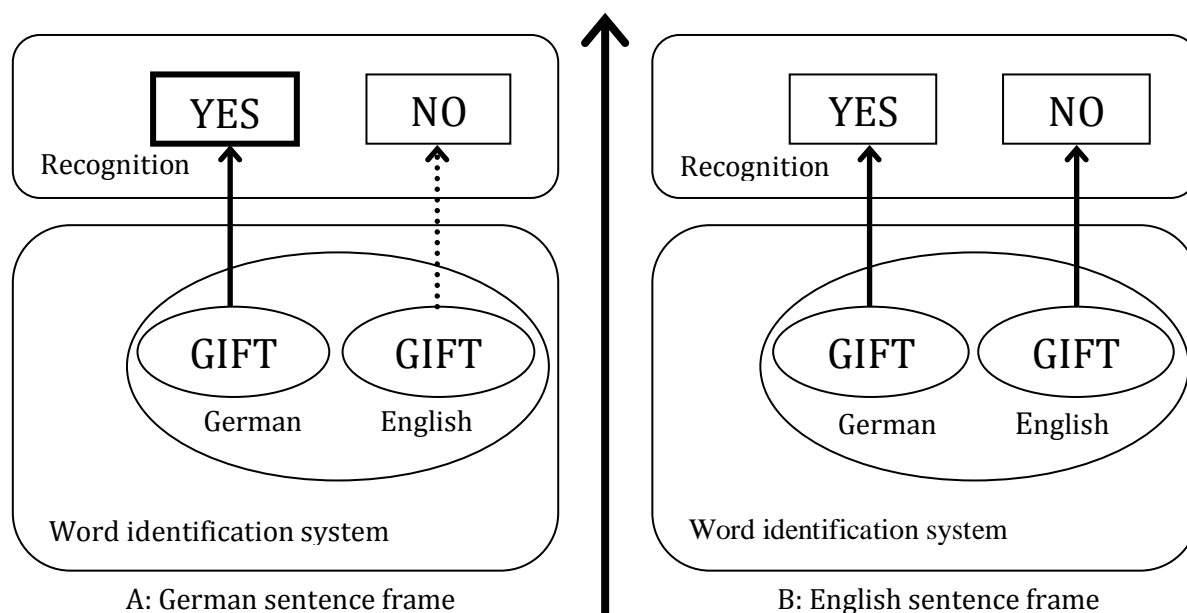 YES
NO
Recognition
GIFT
GIFT
German
English
Word identification system
A: German sentence frame
YES
NO
Recognition
GIFT
GIFT
German
English
Word identification system
B: English sentence frame